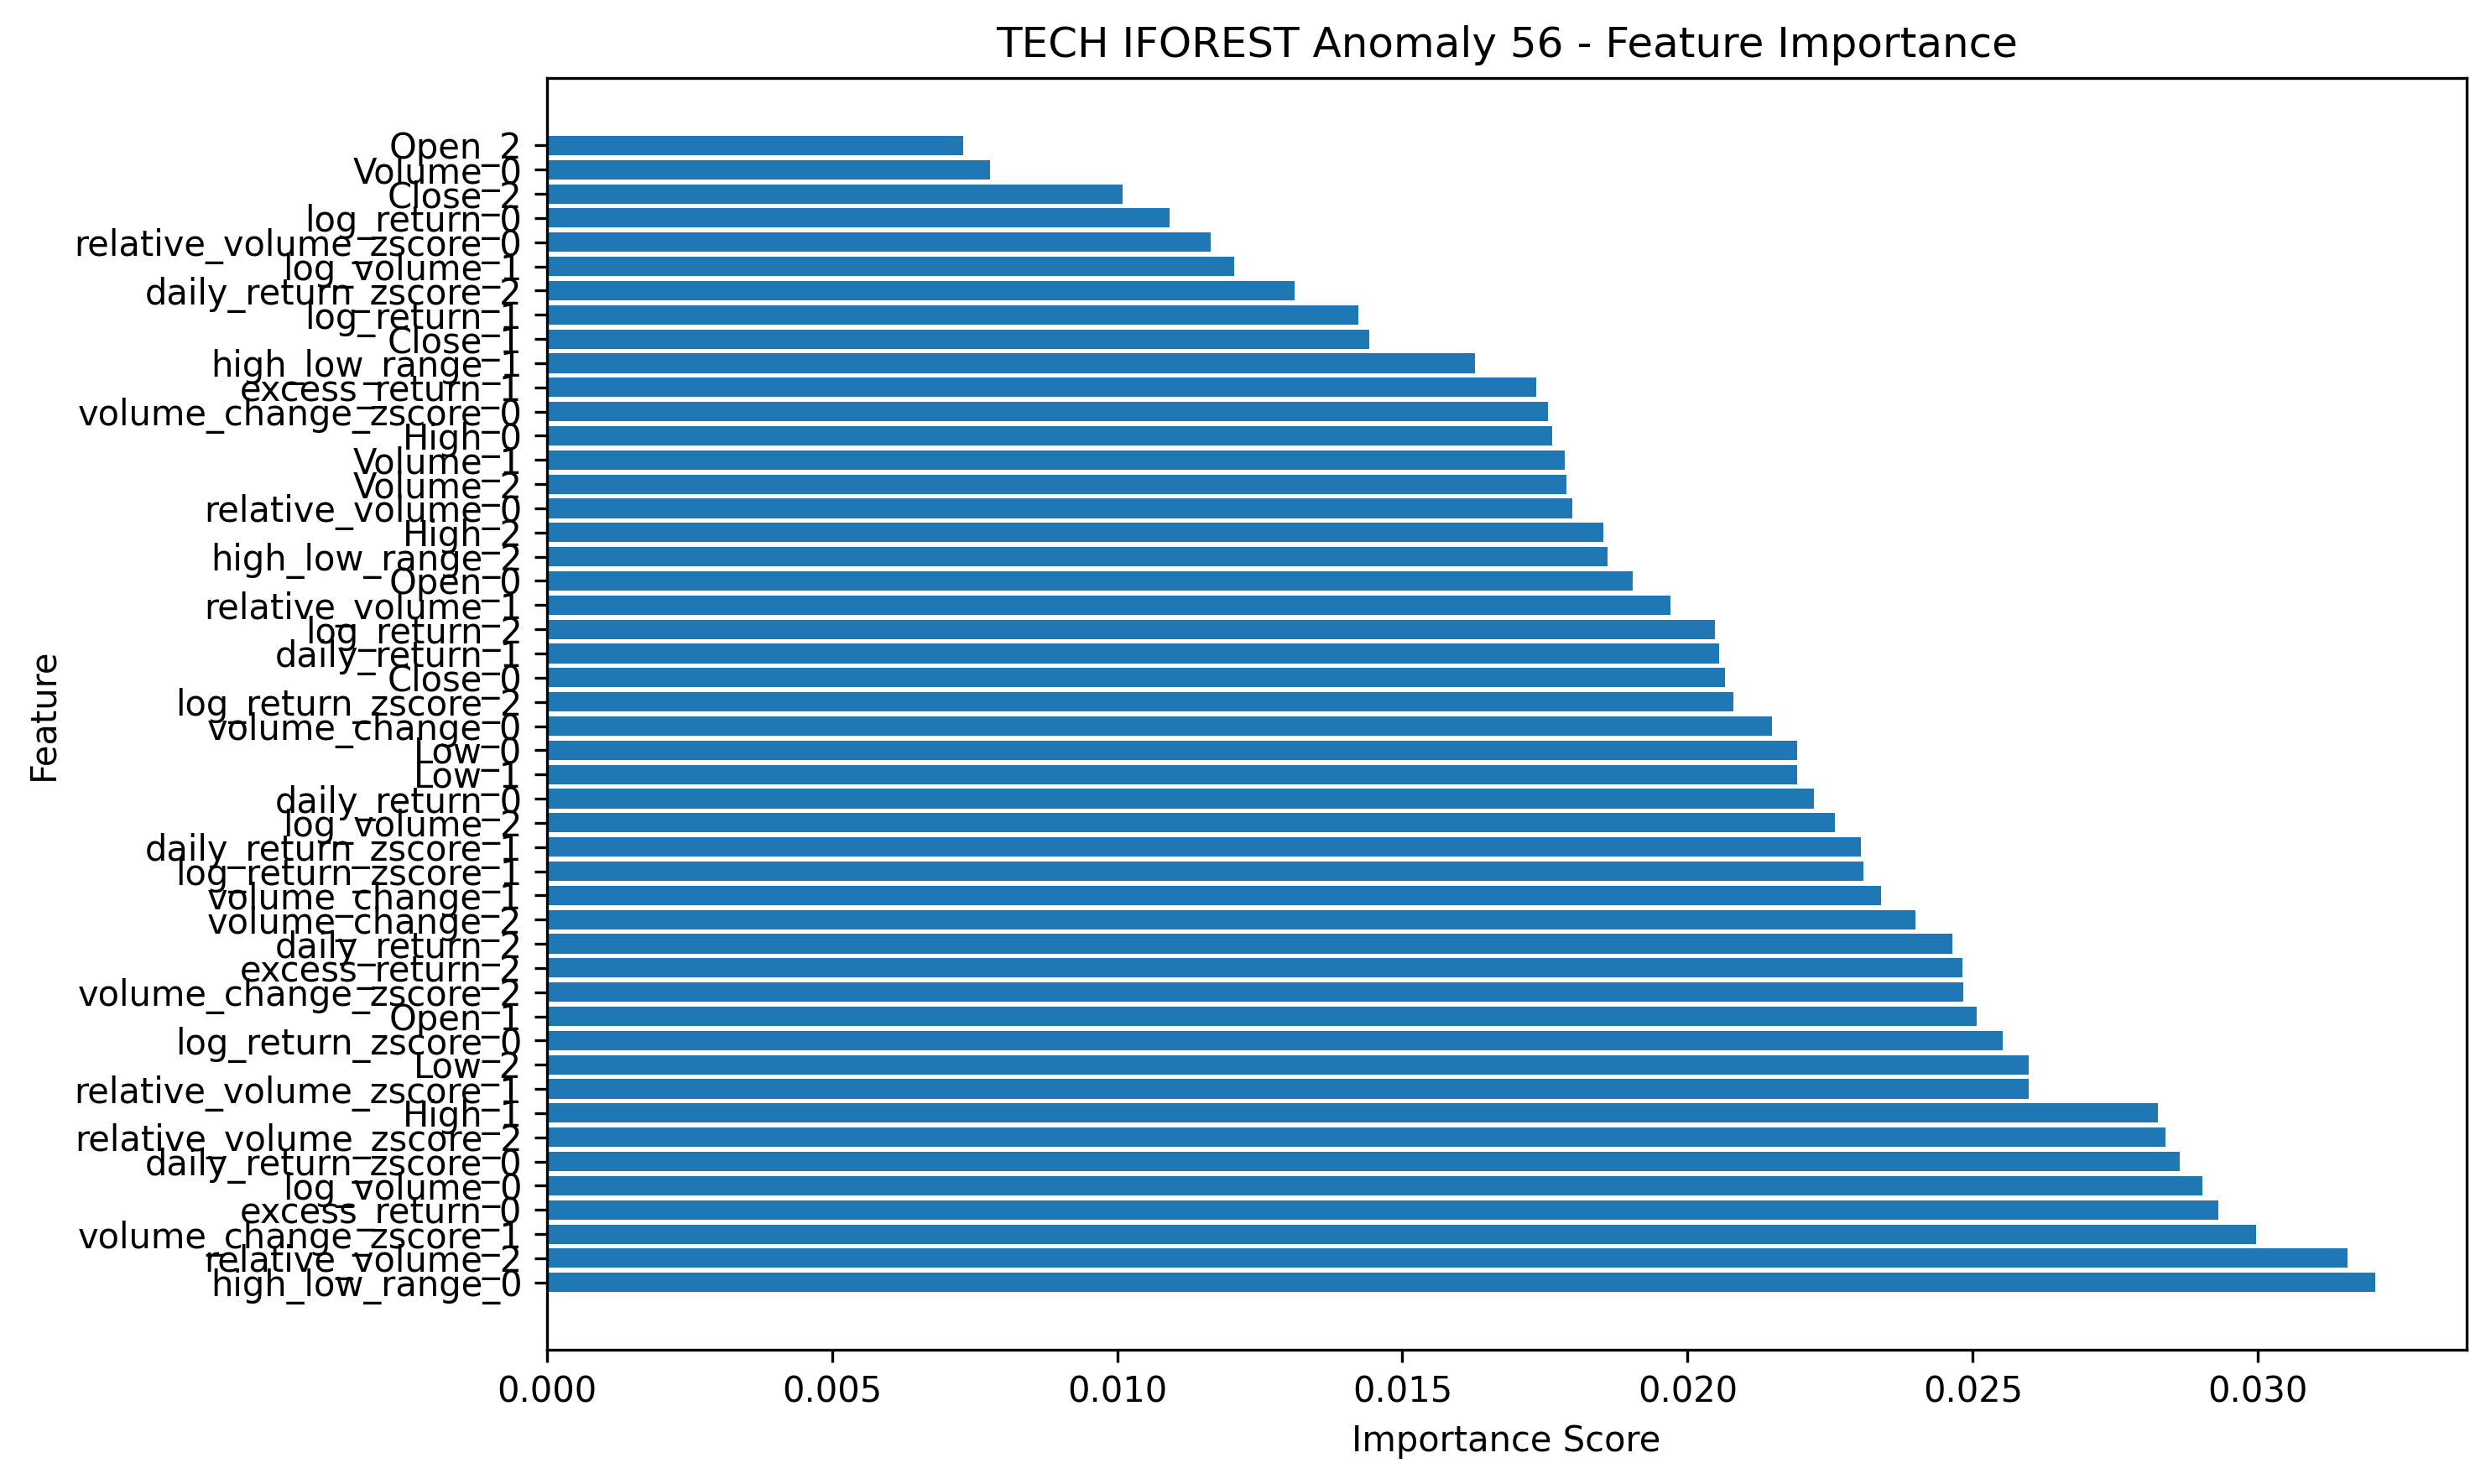 TECH IFOREST Anomaly 56 - Feature Importance
Open_2
Volume_0
Close_2
log_return_0
relative_volume_zscore_0
log_volume_1
daily_return_zscore_2
log_return_1
Close_1
high_low_range_1
excess_return_1
volume_change_zscore_0
High_0
Volume_1
Volume_2
relative_volume_0
High_2
high_low_range_2
Open_0
relative_volume_1
log_return_2
daily_return_1
Close_0
log_return_zscore_2
volume_change_0
Low_0
Low_1
daily_return_0
log_volume_2
daily_return_zscore_1
log_return_zscore_1
volume_change_1
volume_change_2
daily_return_2
excess_return_2
volume_change_zscore_2
Open_1
log_return_zscore_0
Low_2
relative_volume_zscore_1
High_1
relative_volume_zscore_2
daily_return_zscore_0
log_volume_0
excess_return_0
volume_change_zscore_1
relative_volume_2
high_low_range_0
Feature
0.000 0.005 0.010 0.015 0.020 0.025 0.030
Importance Score